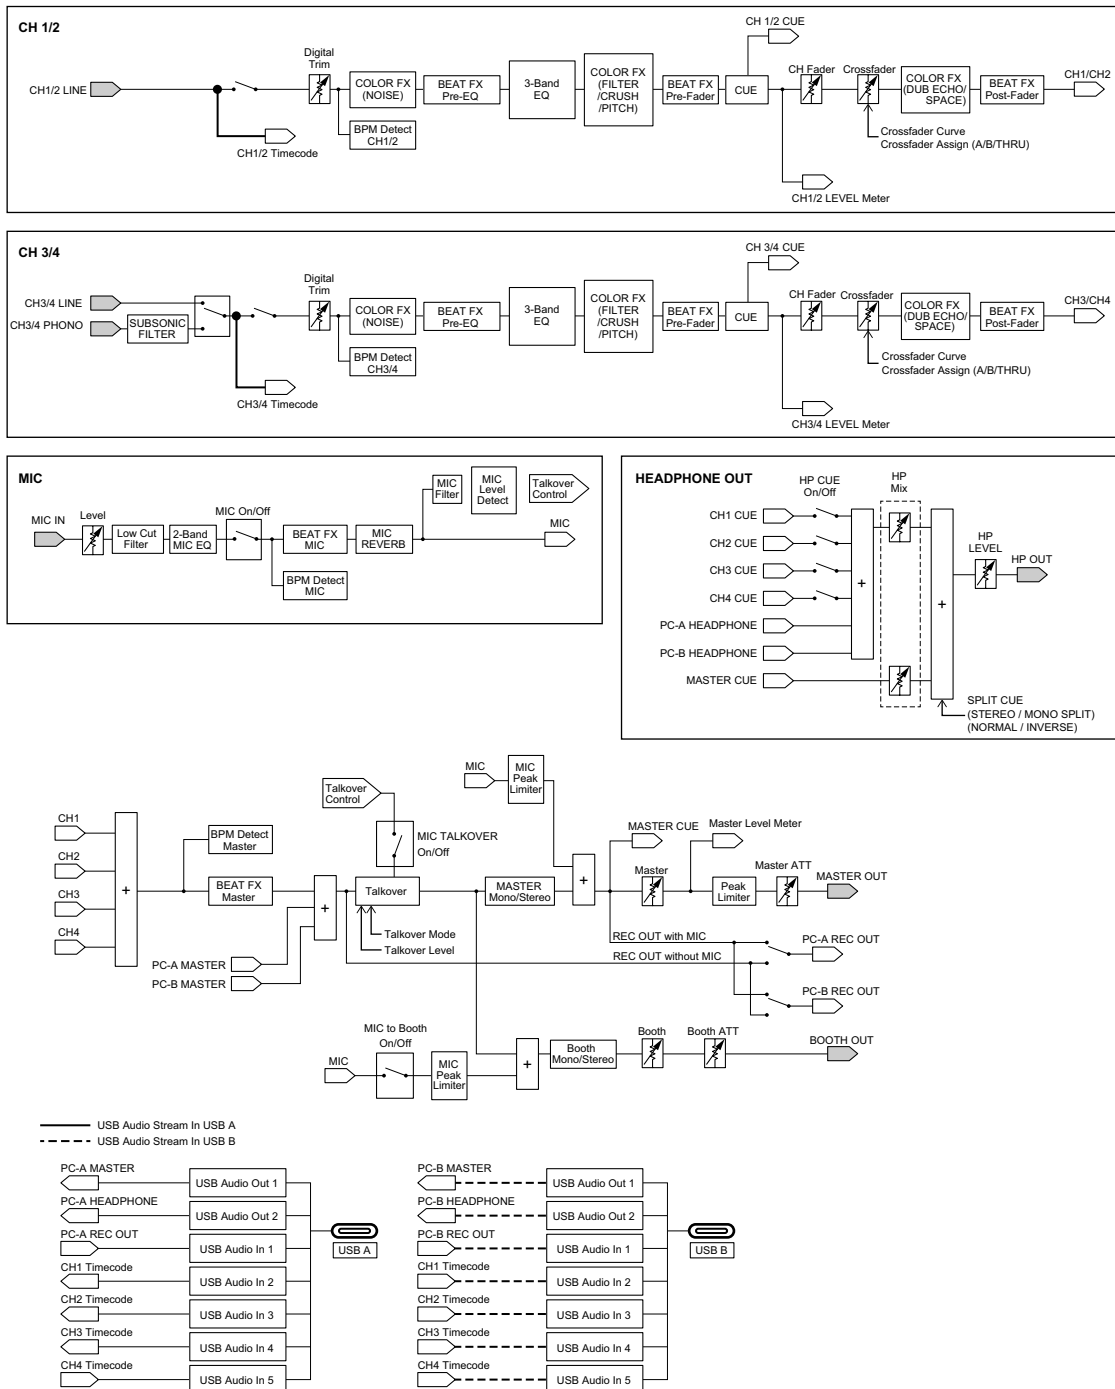 CH 1/2
CH 1/2 CUE
Digital
Trim
CH1/2 LINE
COLOR FX
(NOISE)
BEAT FX
Pre-EQ
3-Band
EQ
COLOR FX
(FILTER
/CRUSH
/PITCH)
BEAT FX
Pre-Fader
CUE
CH Fader
Crossfader
COLOR FX
(DUB ECHO/
SPACE)
BEAT FX
Post-Fader
CH1/CH2
BPM Detect
CH1/2
CH1/2 Timecode
Crossfader Curve
Crossfader Assign (A/B/THRU)
CH1/2 LEVEL Meter
CH 3/4
CH 3/4 CUE
Digital
Trim
CH3/4 LINE
CH3/4 PHONO
SUBSONIC
FILTER
COLOR FX
(NOISE)
BEAT FX
Pre-EQ
3-Band
EQ
COLOR FX
(FILTER
/CRUSH
/PITCH)
BEAT FX
Pre-Fader
CUE
CH Fader
Crossfader
COLOR FX
(DUB ECHO/
SPACE)
BEAT FX
Post-Fader
CH3/CH4
BPM Detect
CH3/4
CH3/4 Timecode
Crossfader Curve
Crossfader Assign (A/B/THRU)
CH3/4 LEVEL Meter
MIC
MIC
Filter
MIC
Level
Detect
Talkover
Control
MIC IN
Level
Low Cut
Filter
2-Band
MIC EQ
MIC On/Off
BEAT FX
MIC
MIC
REVERB
MIC
BPM Detect
MIC
HEADPHONE OUT
HP CUE
On/Off
HP
Mix
CH1 CUE
CH2 CUE
CH3 CUE
CH4 CUE
PC-A HEADPHONE
PC-B HEADPHONE
MASTER CUE
+
+
HP
LEVEL
HP OUT
SPLIT CUE
(STEREO / MONO SPLIT)
(NORMAL / INVERSE)
MIC
MIC
Peak
Limiter
Talkover
Control
MIC TALKOVER
On/Off
CH1
CH2
CH3
CH4
+
BPM Detect
Master
BEAT FX
Master
+
PC-A MASTER
PC-B MASTER
Talkover
Talkover Mode
Talkover Level
MASTER
Mono/Stereo
+
MASTER CUE
Master Level Meter
Master
Peak
Limiter
Master ATT
MASTER OUT
REC OUT with MIC
REC OUT without MIC
PC-A REC OUT
PC-B REC OUT
MIC to Booth
On/Off
MIC
MIC
Peak
Limiter
+
Booth
Mono/Stereo
Booth
Booth ATT
BOOTH OUT
USB Audio Stream In USB A
USB Audio Stream In USB B
PC-A MASTER
USB Audio Out 1
PC-A HEADPHONE
USB Audio Out 2
PC-A REC OUT
USB Audio In 1
CH1 Timecode
USB Audio In 2
CH2 Timecode
USB Audio In 3
CH3 Timecode
USB Audio In 4
CH4 Timecode
USB Audio In 5
USB A
PC-B MASTER
USB Audio Out 1
PC-B HEADPHONE
USB Audio Out 2
PC-B REC OUT
USB Audio In 1
CH1 Timecode
USB Audio In 2
CH2 Timecode
USB Audio In 3
CH3 Timecode
USB Audio In 4
CH4 Timecode
USB Audio In 5
USB B